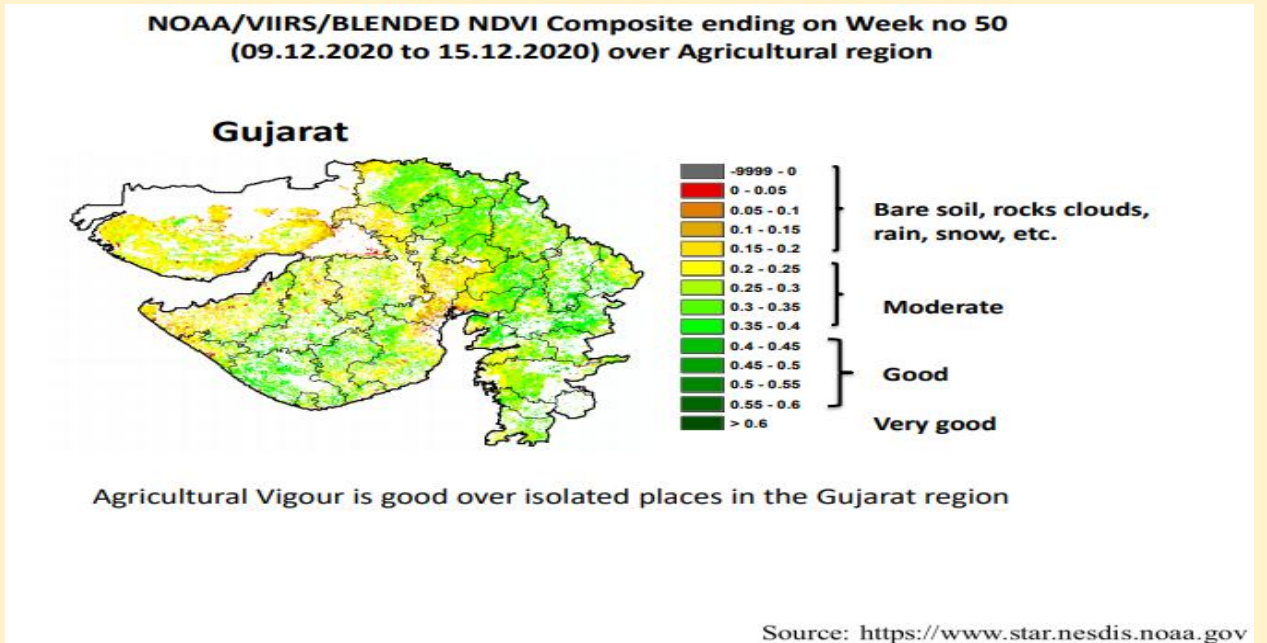 NOAA/VIIRS/BLENDED NDVI Composite ending on Week no 50
(09.12.2020 to 15.12.2020) over Agricultural region
Gujarat
-9999 - 0
0 - 0.05
0.05 - 0.1
0.1 - 0.15
0.15 - 0.2
0.2 - 0.25
0.25 - 0.3
0.3 - 0.35
0.35 - 0.4
0.4 - 0.45
0.45 - 0.5
0.5 - 0.55
0.55 - 0.6
> 0.6
Bare soil, rocks clouds,
rain, snow, etc.
Moderate
Good
Very good
Agricultural Vigour is good over isolated places in the Gujarat region
Source: https://www.star.nesdis.noaa.gov